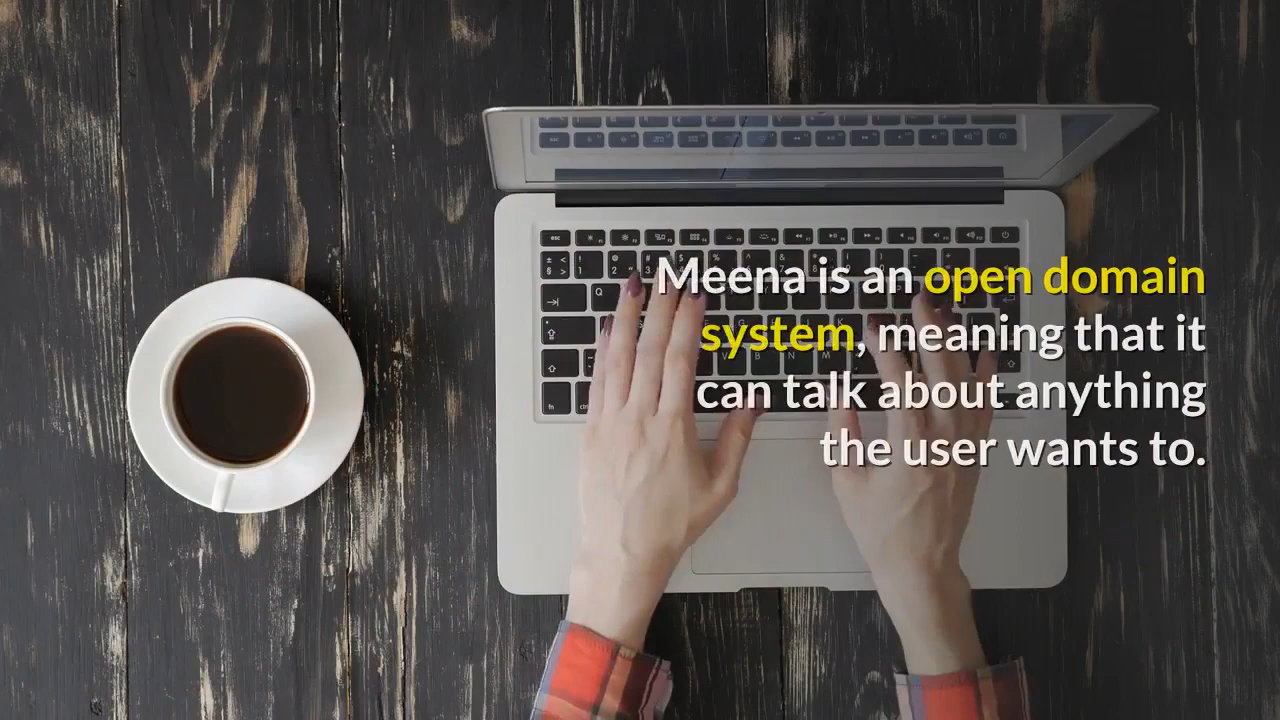 Meena is an open domain
system, meaning that it
can talk about anything
the user wants to.